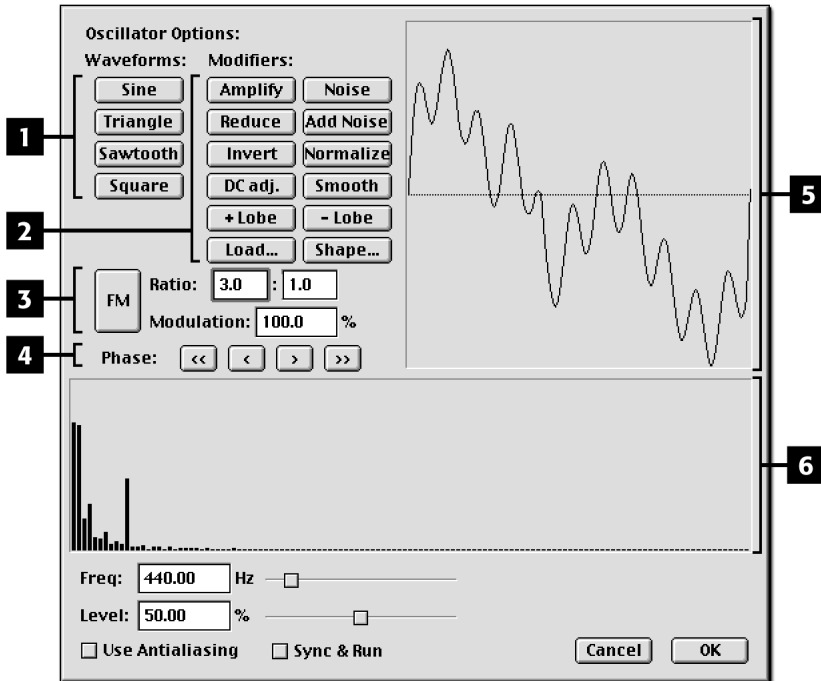 Oscillator Options:
Waveforms: Modifiers:
Sine Amplify Noise
Triangle Reduce Add Noise
Sawtooth Invert Normalize
Square DC adj. Smooth
+ Lobe - Lobe
Load... Shape...
1
2
3
4
5
6
FM
Ratio: 3.0 : 1.0
Modulation: 100.0 %
Phase: << < > >>
Freq: 440.00 Hz
Level: 50.00 %
Use Antialiasing Sync & Run Cancel OK